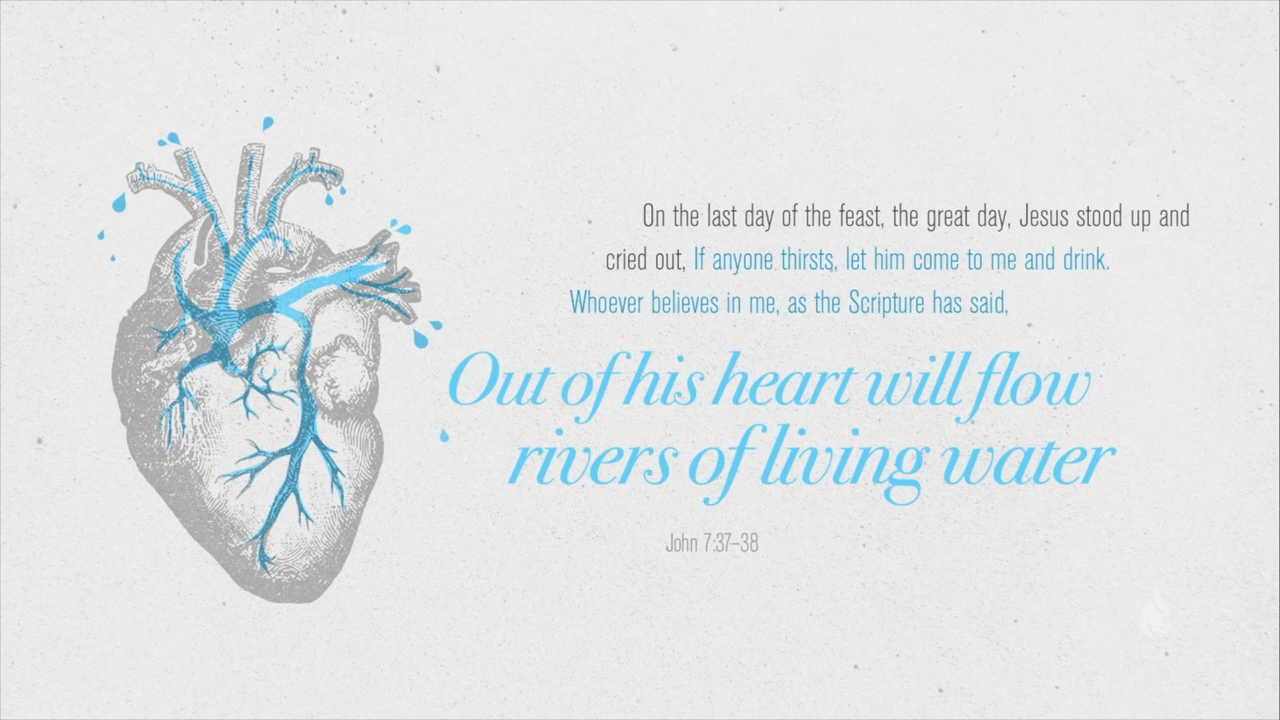 On the last day of the feast, the great day, Jesus stood up and
cried out, If anyone thirsts, let him come to me and drink.
Whoever believes in me, as the Scripture has said,
Out of his heart will flow
rivers of living water
John 7:37–38